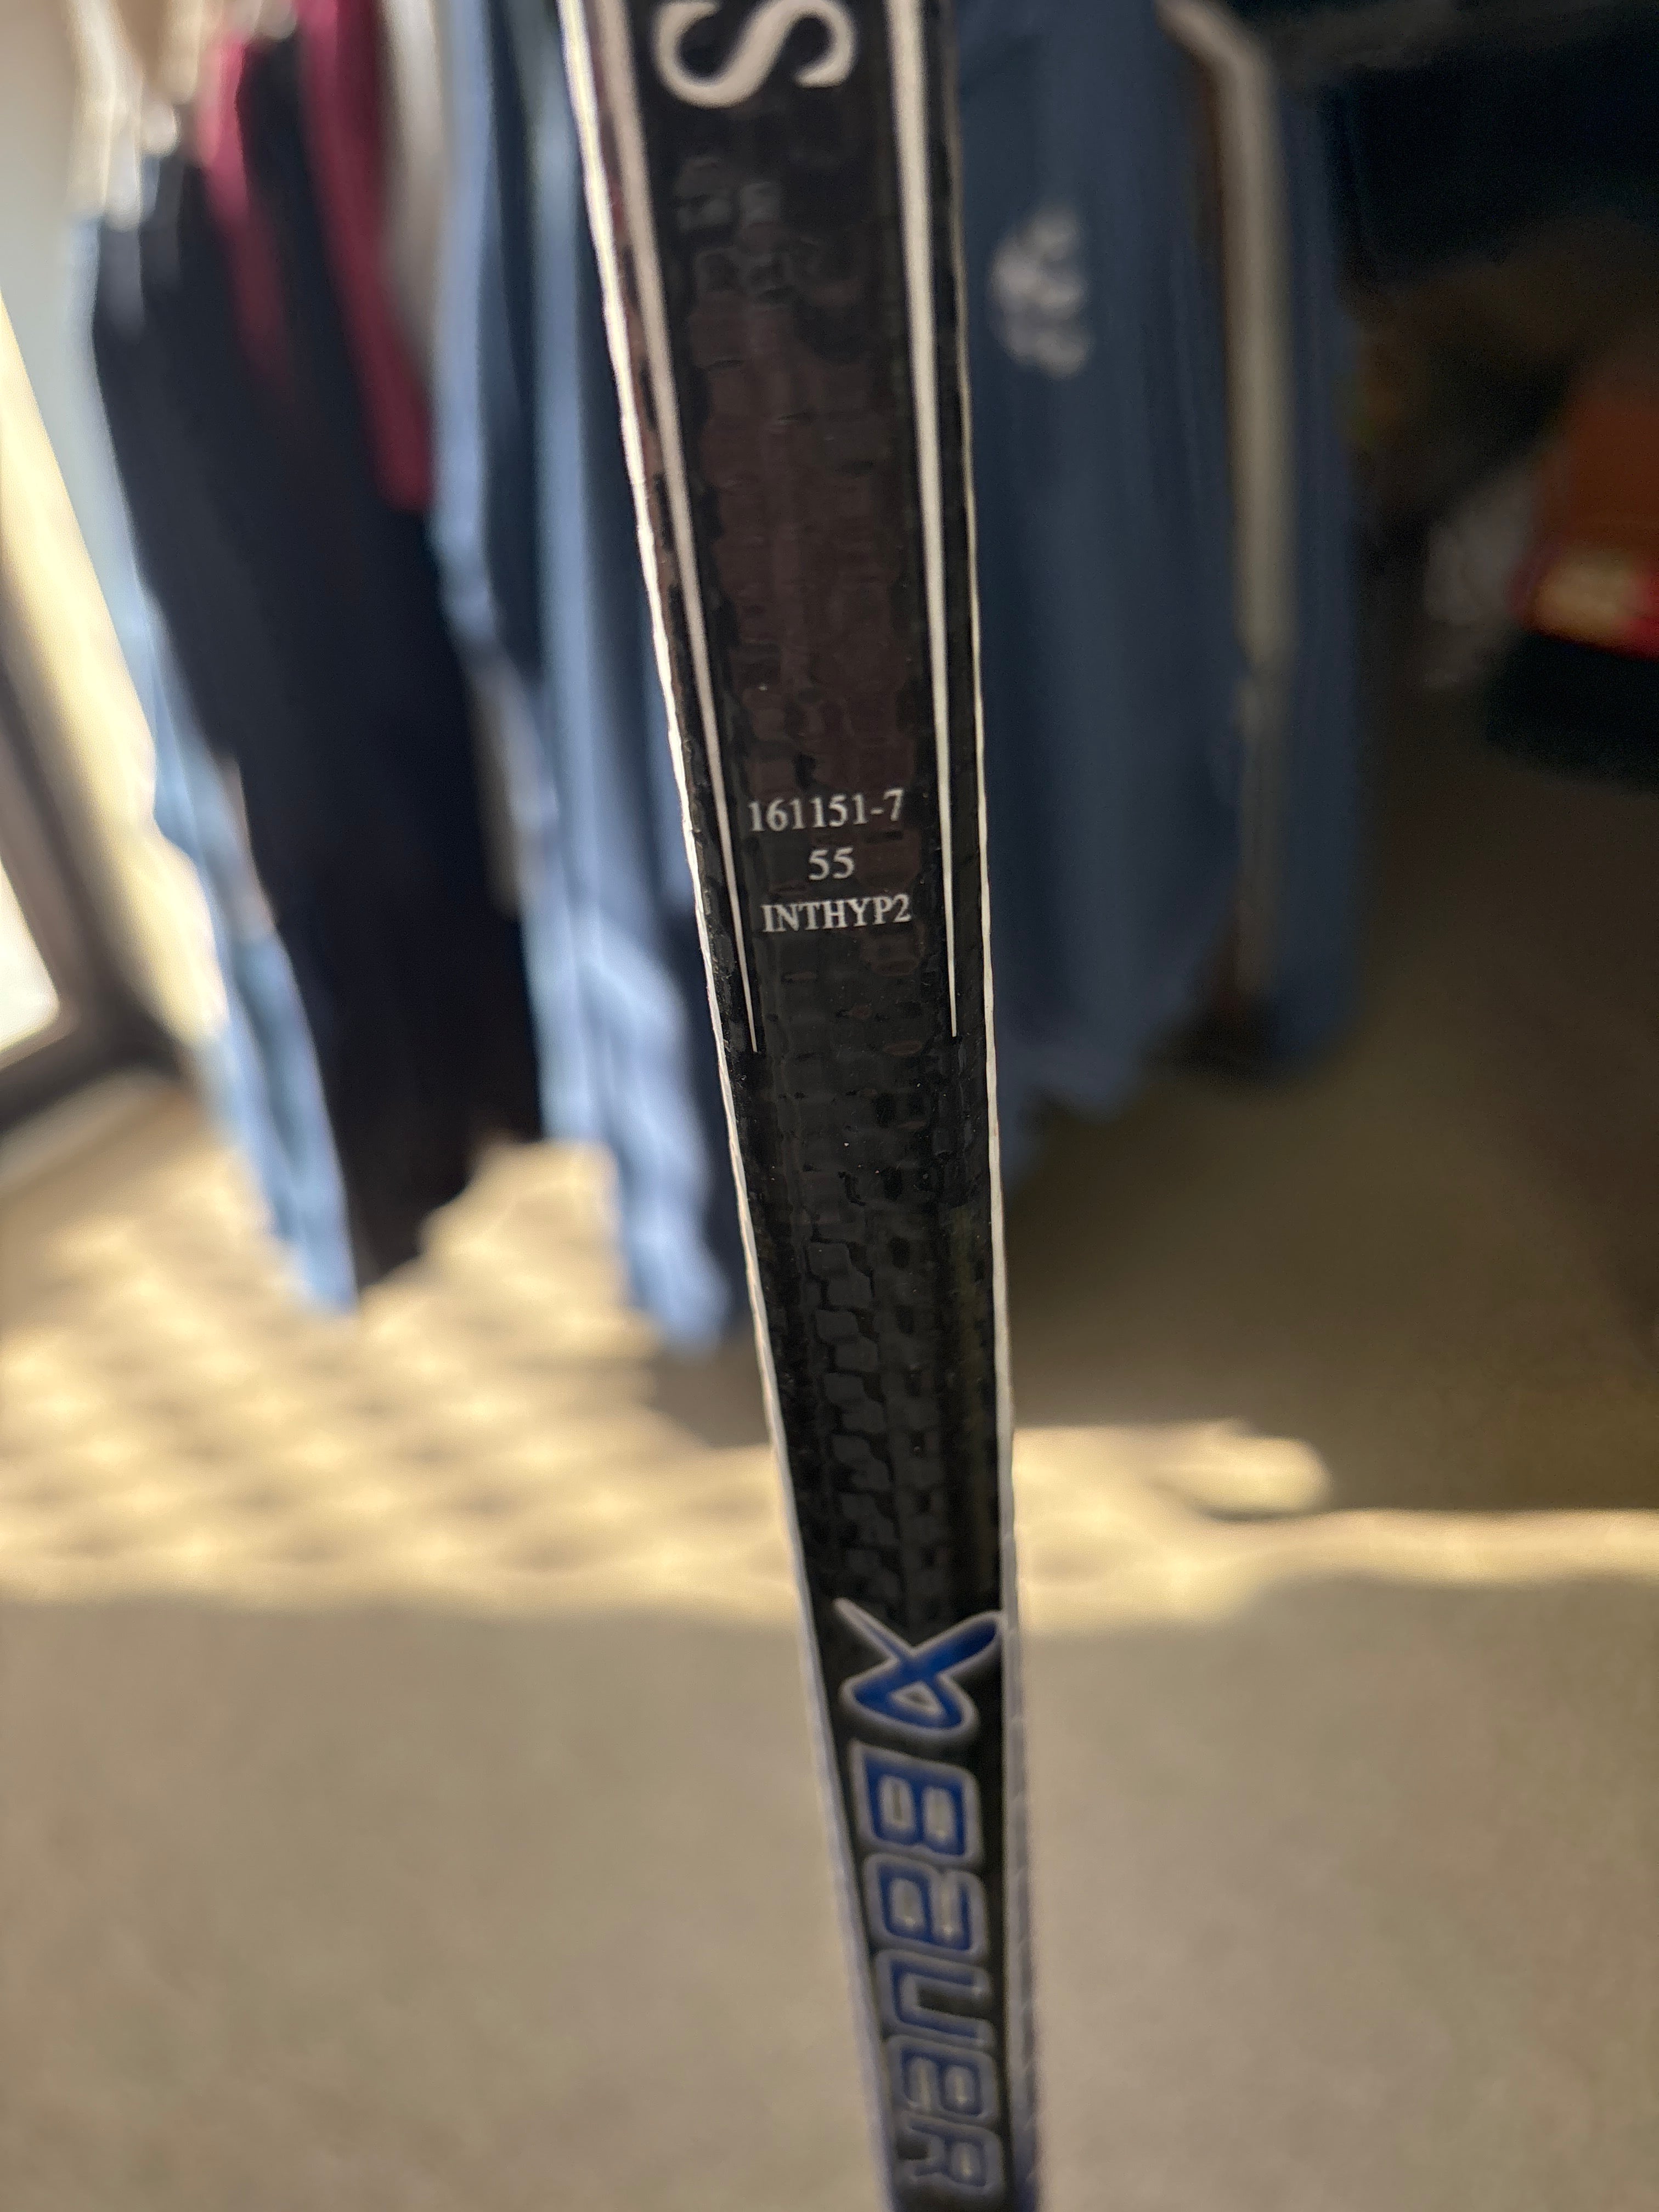 S
161151-7
55
INTHYP2
BAUER